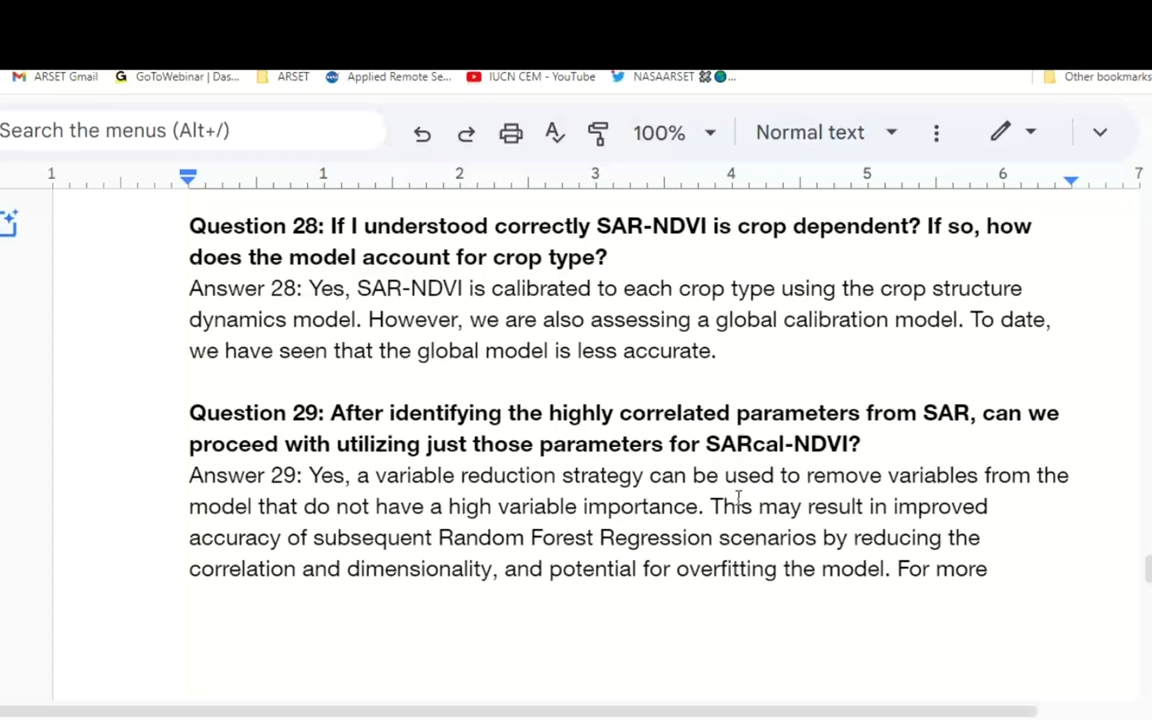 ARSET Gmail GoToWebinar | Das... ARSET Applied Remote Se... IUCN CEM - YouTube NASAARSET 🛰🌎... Other bookmarks
Search the menus (Alt+/) 100% Normal text
1 1 2 3 4 5 6 7
Question 28: If I understood correctly SAR-NDVI is crop dependent? If so, how
does the model account for crop type?
Answer 28: Yes, SAR-NDVI is calibrated to each crop type using the crop structure
dynamics model. However, we are also assessing a global calibration model. To date,
we have seen that the global model is less accurate.
Question 29: After identifying the highly correlated parameters from SAR, can we
proceed with utilizing just those parameters for SARcal-NDVI?
Answer 29: Yes, a variable reduction strategy can be used to remove variables from the
model that do not have a high variable importance. This may result in improved
accuracy of subsequent Random Forest Regression scenarios by reducing the
correlation and dimensionality, and potential for overfitting the model. For more